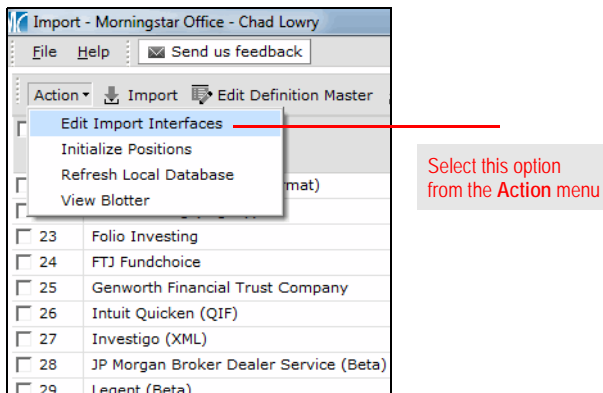 Import - Morningstar Office - Chad Lowry
File Help Send us feedback
Action Import Edit Definition Master
Edit Import Interfaces
Initialize Positions
Refresh Local Database
View Blotter
mat)
23 Folio Investing
24 FTJ Fundchoice
25 Genworth Financial Trust Company
26 Intuit Quicken (QIF)
27 Investigo (XML)
28 JP Morgan Broker Dealer Service (Beta)
29 Legent (Beta)
Select this option
from the Action menu